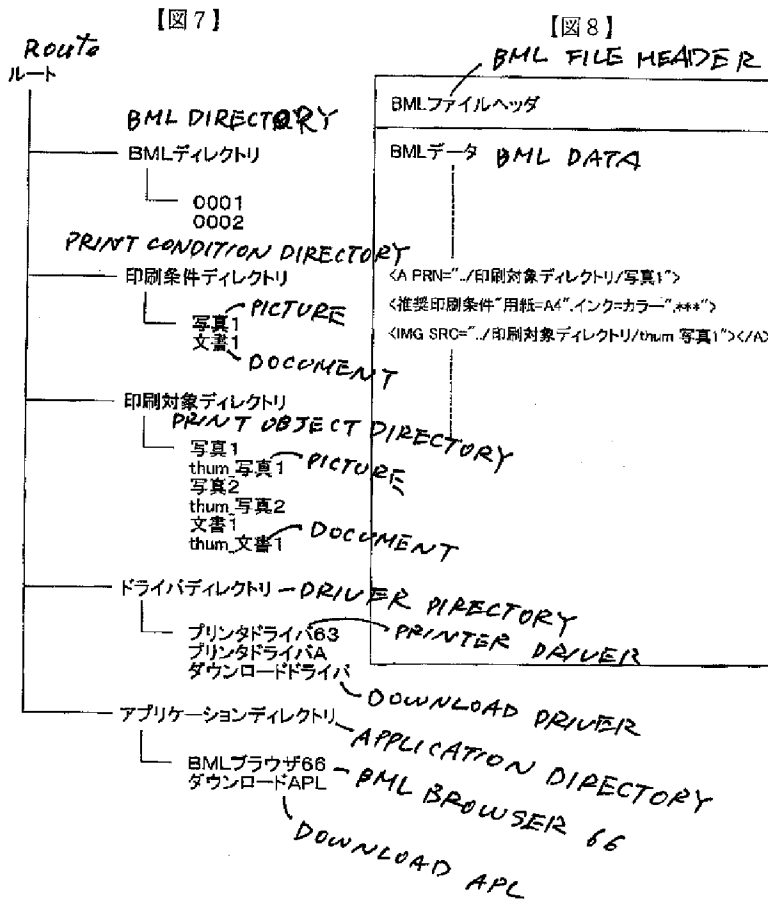 【図7】
Route
ルート
BML DIRECTORY
BMLディレクトリ
0001
0002
PRINT CONDITION DIRECTORY
印刷条件ディレクトリ
写真1 PICTURE
文書1
DOCUMENT
印刷対象ディレクトリ
PRINT OBJECT DIRECTORY
写真1
thum_写真1 PICTURE
写真2
thum_写真2
文書1
thum_文書1 DOCUMENT
ドライバディレクトリ DRIVER DIRECTORY
プリンタドライバ63
プリンタドライバA PRINTER DRIVER
ダウンロードドライバ
DOWNLOAD DRIVER
アプリケーションディレクトリ
APPLICATION DIRECTORY
BMLブラウザ66 BML BROWSER 66
ダウンロードAPL
DOWNLOAD APL
【図8】
BML FILE HEADER
BMLファイルヘッダ
BMLデータ BML DATA
<A PRN="../印刷対象ディレクトリ/写真1">
<推奨印刷条件"用紙=A4",インク=カラー",***">
<IMG SRC="../印刷対象ディレクトリ/thum 写真1"></A>